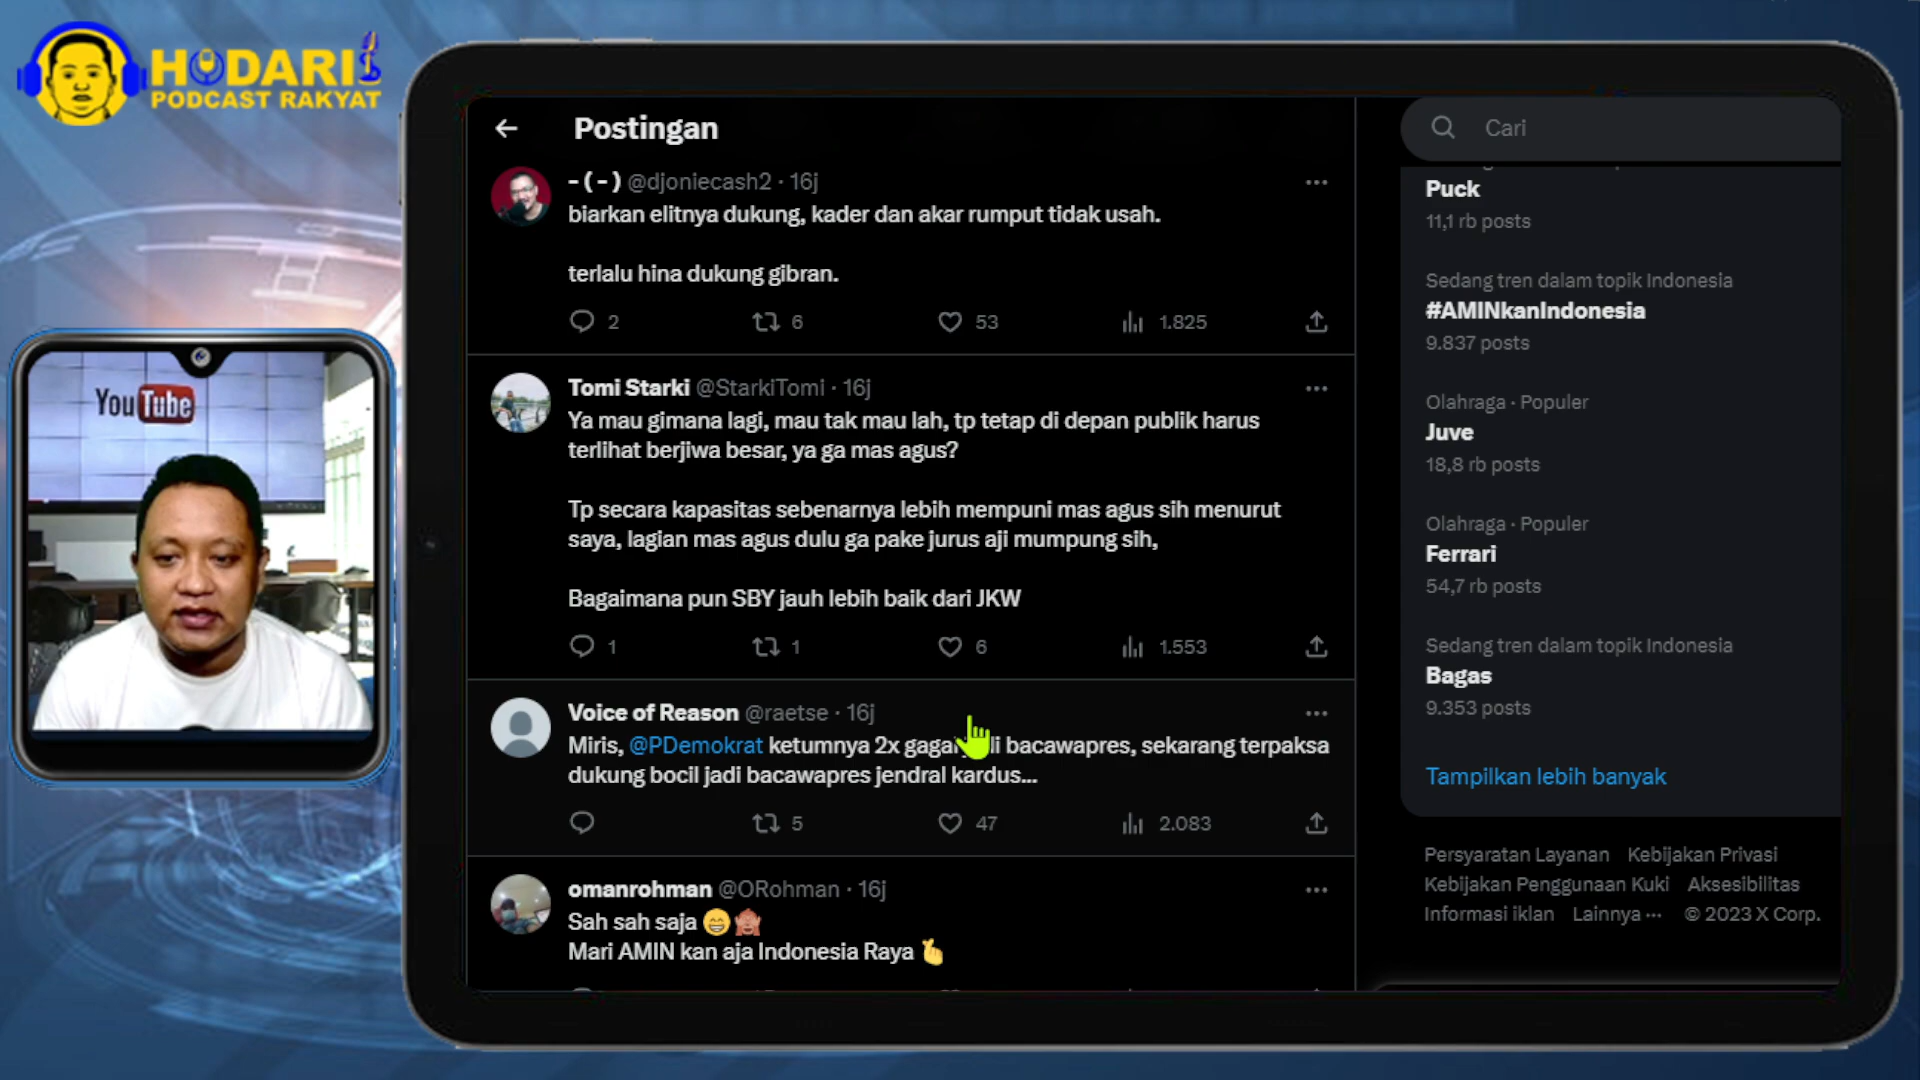 HODARI
PODCAST RAKYAT
YouTube
Postingan
-(-) @djoniecash2 · 16j
biarkan elitnya dukung, kader dan akar rumput tidak usah.
terlalu hina dukung gibran.
2 6 53 1.825
Tomi Starki @StarkiTomi · 16j
Ya mau gimana lagi, mau tak mau lah, tp tetap di depan publik harus
terlihat berjiwa besar, ya ga mas agus?
Tp secara kapasitas sebenarnya lebih mempuni mas agus sih menurut
saya, lagian mas agus dulu ga pake jurus aji mumpung sih,
Bagaimana pun SBY jauh lebih baik dari JKW
1 1 6 1.553
Voice of Reason @raetse · 16j
Miris, @PDemokrat ketumnya 2x bacawapres, sekarang terpaksa
dukung bocil jadi bacawapres jendral kardus...
5 47 2.083
omanrohman @ORohman · 16j
Sah sah saja 😁🙈
Mari AMIN kan aja Indonesia Raya 🫰
Cari
Puck
11,1 rb posts
Sedang tren dalam topik Indonesia
#AMINkanIndonesia
9.837 posts
Olahraga · Populer
Juve
18,8 rb posts
Olahraga · Populer
Ferrari
54,7 rb posts
Sedang tren dalam topik Indonesia
Bagas
9.353 posts
Tampilkan lebih banyak
Persyaratan Layanan Kebijakan Privasi
Kebijakan Penggunaan Kuki Aksesibilitas
Informasi iklan Lainnya ··· © 2023 X Corp.